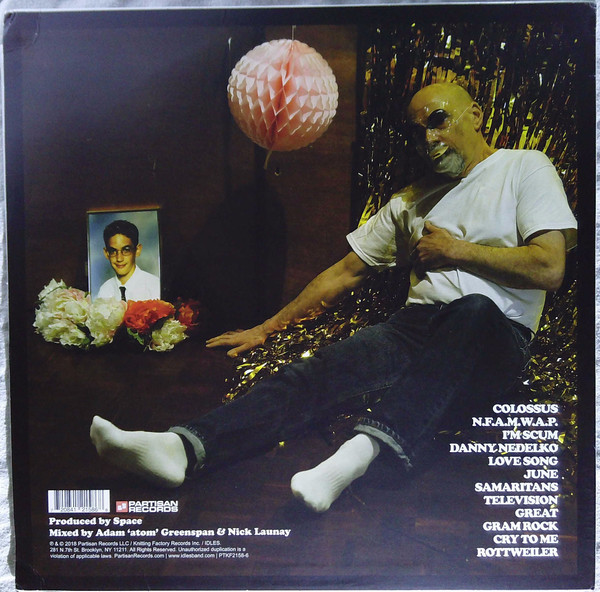 COLOSSUS
N.F.A.M.W.A.P.
I'M SCUM
DANNY NEDELKO
LOVE SONG
JUNE
SAMARITANS
TELEVISION
GREAT
GRAM ROCK
CRY TO ME
ROTTWEILER
PARTISAN
RECORDS
Produced by Space
Mixed by Adam ‘atom’ Greenspan & Nick Launay
℗ & © 2018 Partisan Records LLC / Knitting Factory Records Inc. / IDLES.
281 N.7th St. Brooklyn, NY 11211. All Rights Reserved. Unauthorized duplication is a
violation of applicable laws. PartisanRecords.com | www.idlesband.com | PTKF2158-6